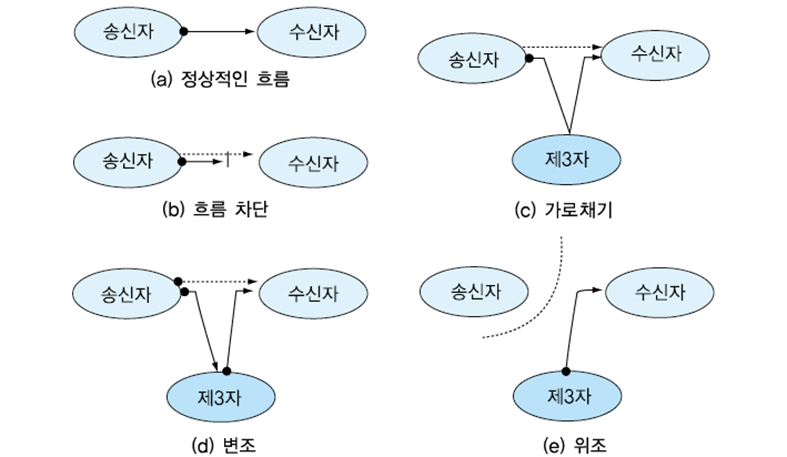 송신자
수신자
(a) 정상적인 흐름
송신자
수신자
(b) 흐름 차단
송신자
수신자
제3자
(c) 가로채기
송신자
수신자
제3자
(d) 변조
송신자
수신자
제3자
(e) 위조